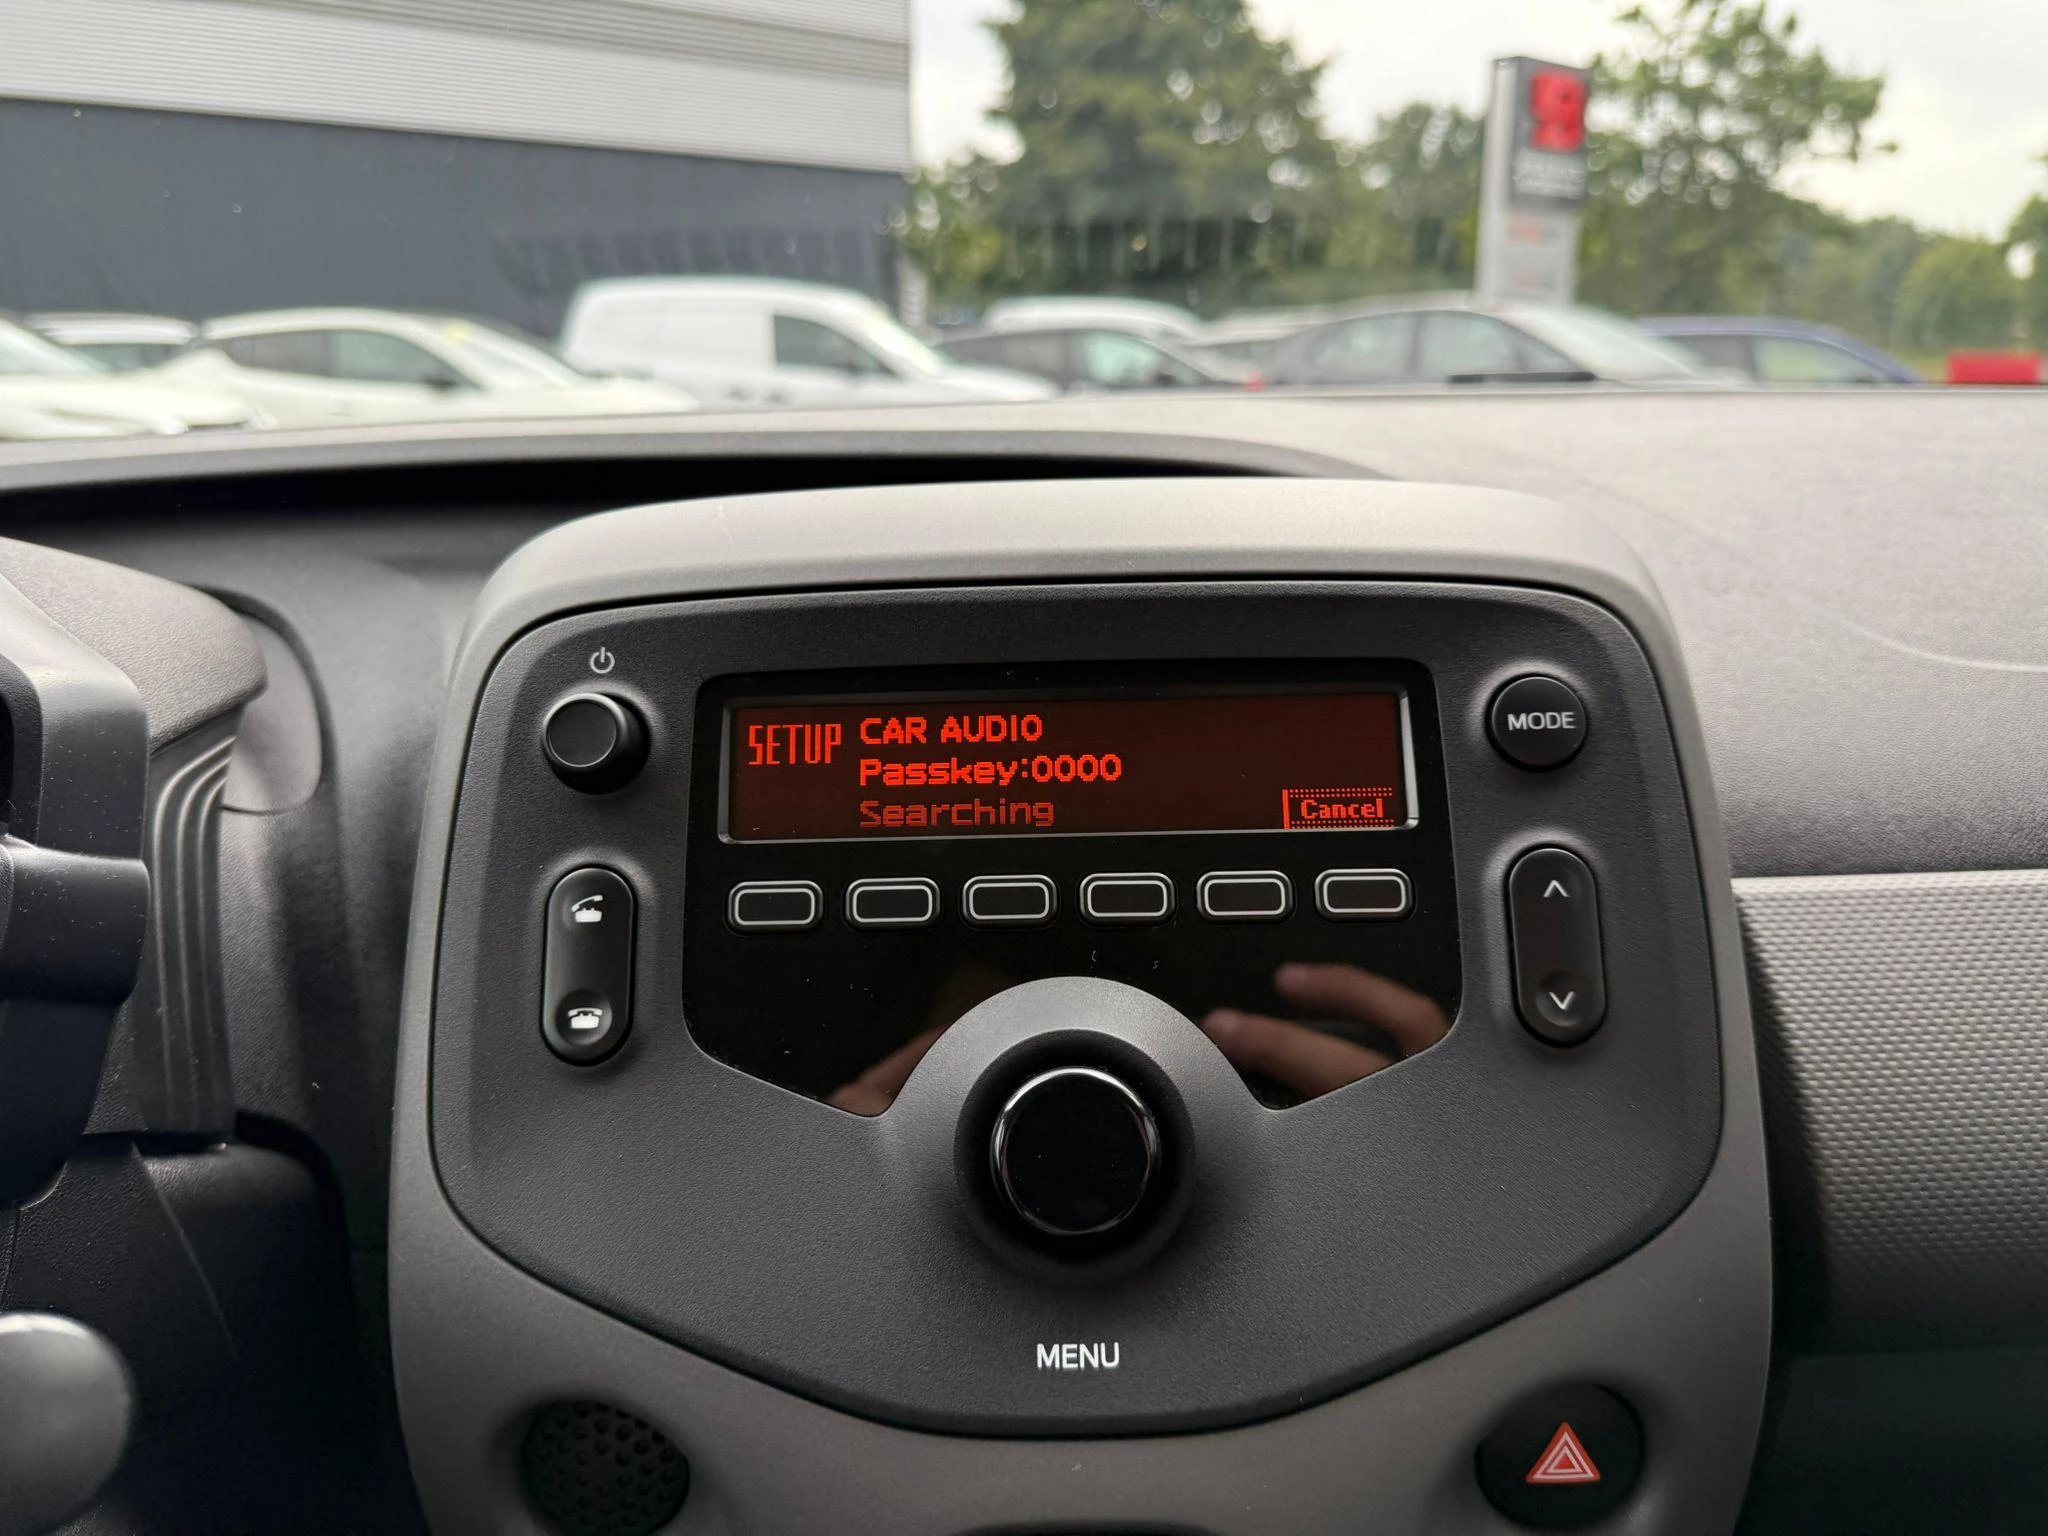 SETUP
CAR AUDIO
Passkey:0000
Searching
Cancel
MODE
MENU